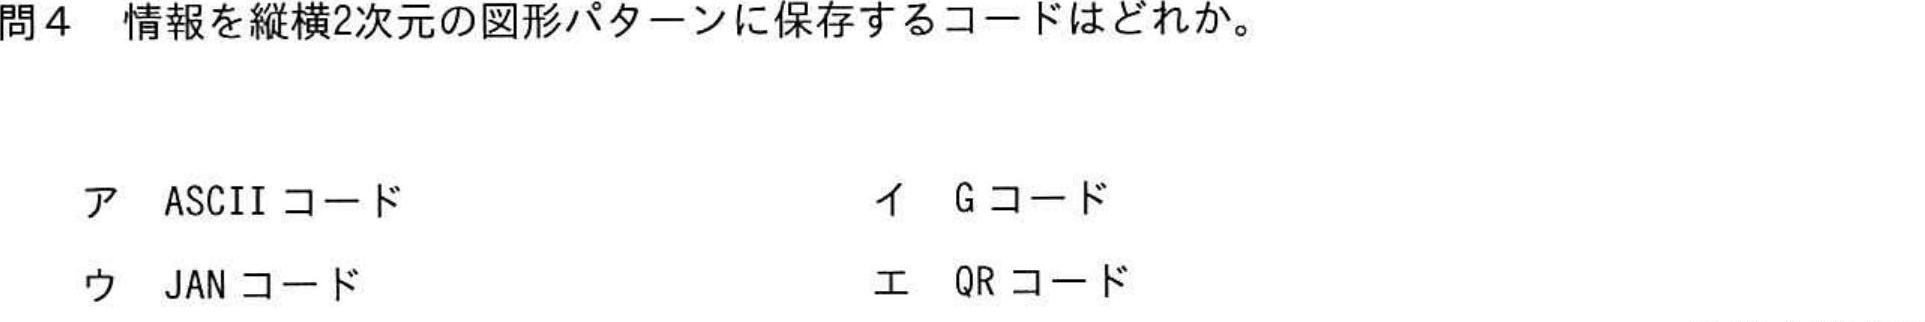 問４　情報を縦横2次元の図形パターンに保存するコードはどれか。
ア　ASCII コード　　イ　G コード
ウ　JAN コード　　エ　QR コード